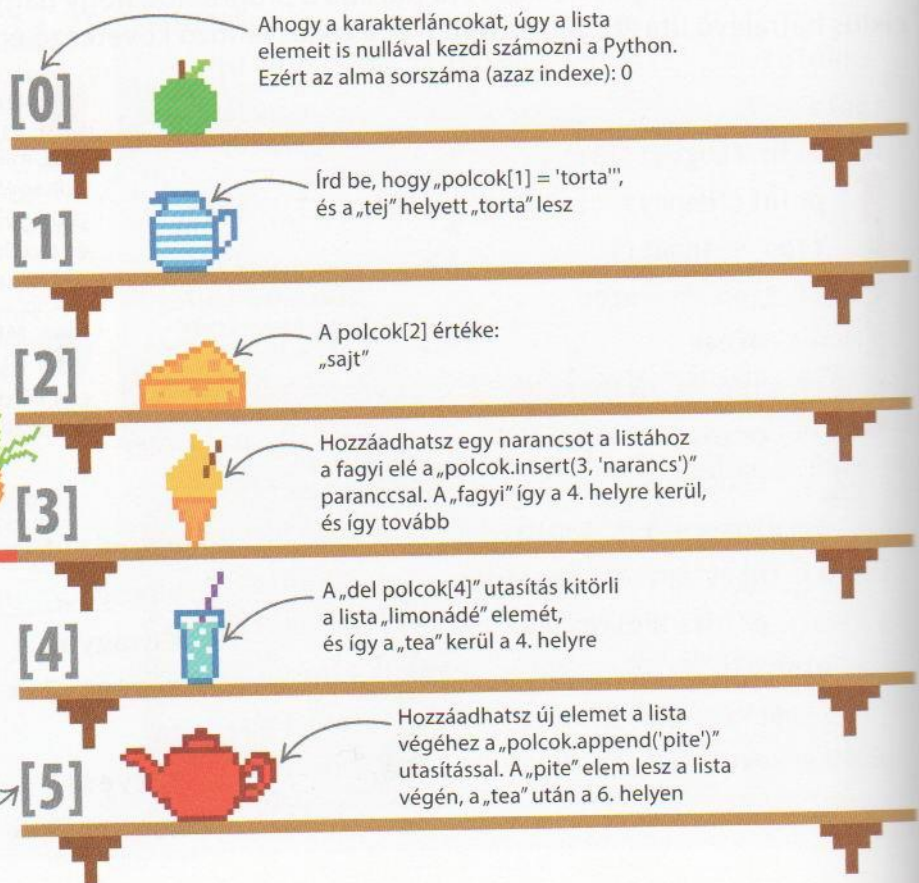 Ahogy a karakterláncokat, úgy a lista
elemeit is nullával kezdi számozni a Python.
Ezért az alma sorszáma (azaz indexe): 0
[0]
Írd be, hogy „polcok[1] = 'torta'",
és a „tej" helyett „torta" lesz
[1]
A polcok[2] értéke:
„sajt"
[2]
Hozzáadhatsz egy narancsot a listához
a fagyi elé a „polcok.insert(3, 'narancs')"
paranccsal. A „fagyi" így a 4. helyre kerül,
és így tovább
[3]
A „del polcok[4]" utasítás kitörli
a lista „limonádé" elemét,
és így a „tea" kerül a 4. helyre
[4]
Hozzáadhatsz új elemet a lista
végéhez a „polcok.append('pite')"
utasítással. A „pite" elem lesz a lista
végén, a „tea" után a 6. helyen
[5]